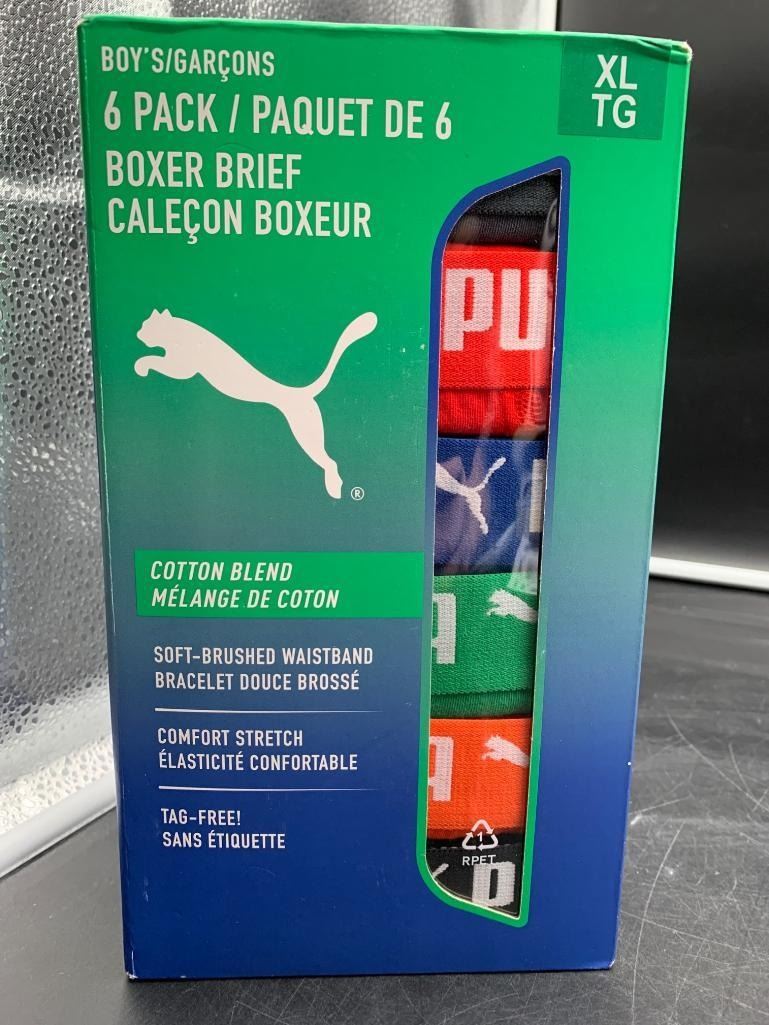 BOY'S/GARÇONS
XL
TG
6 PACK / PAQUET DE 6
BOXER BRIEF
CALEÇON BOXEUR
PU
®
COTTON BLEND
MÉLANGE DE COTON
A
SOFT-BRUSHED WAISTBAND
BRACELET DOUCE BROSSÉ
COMFORT STRETCH
ÉLASTICITÉ CONFORTABLE
A
TAG-FREE!
SANS ÉTIQUETTE
1
RPET